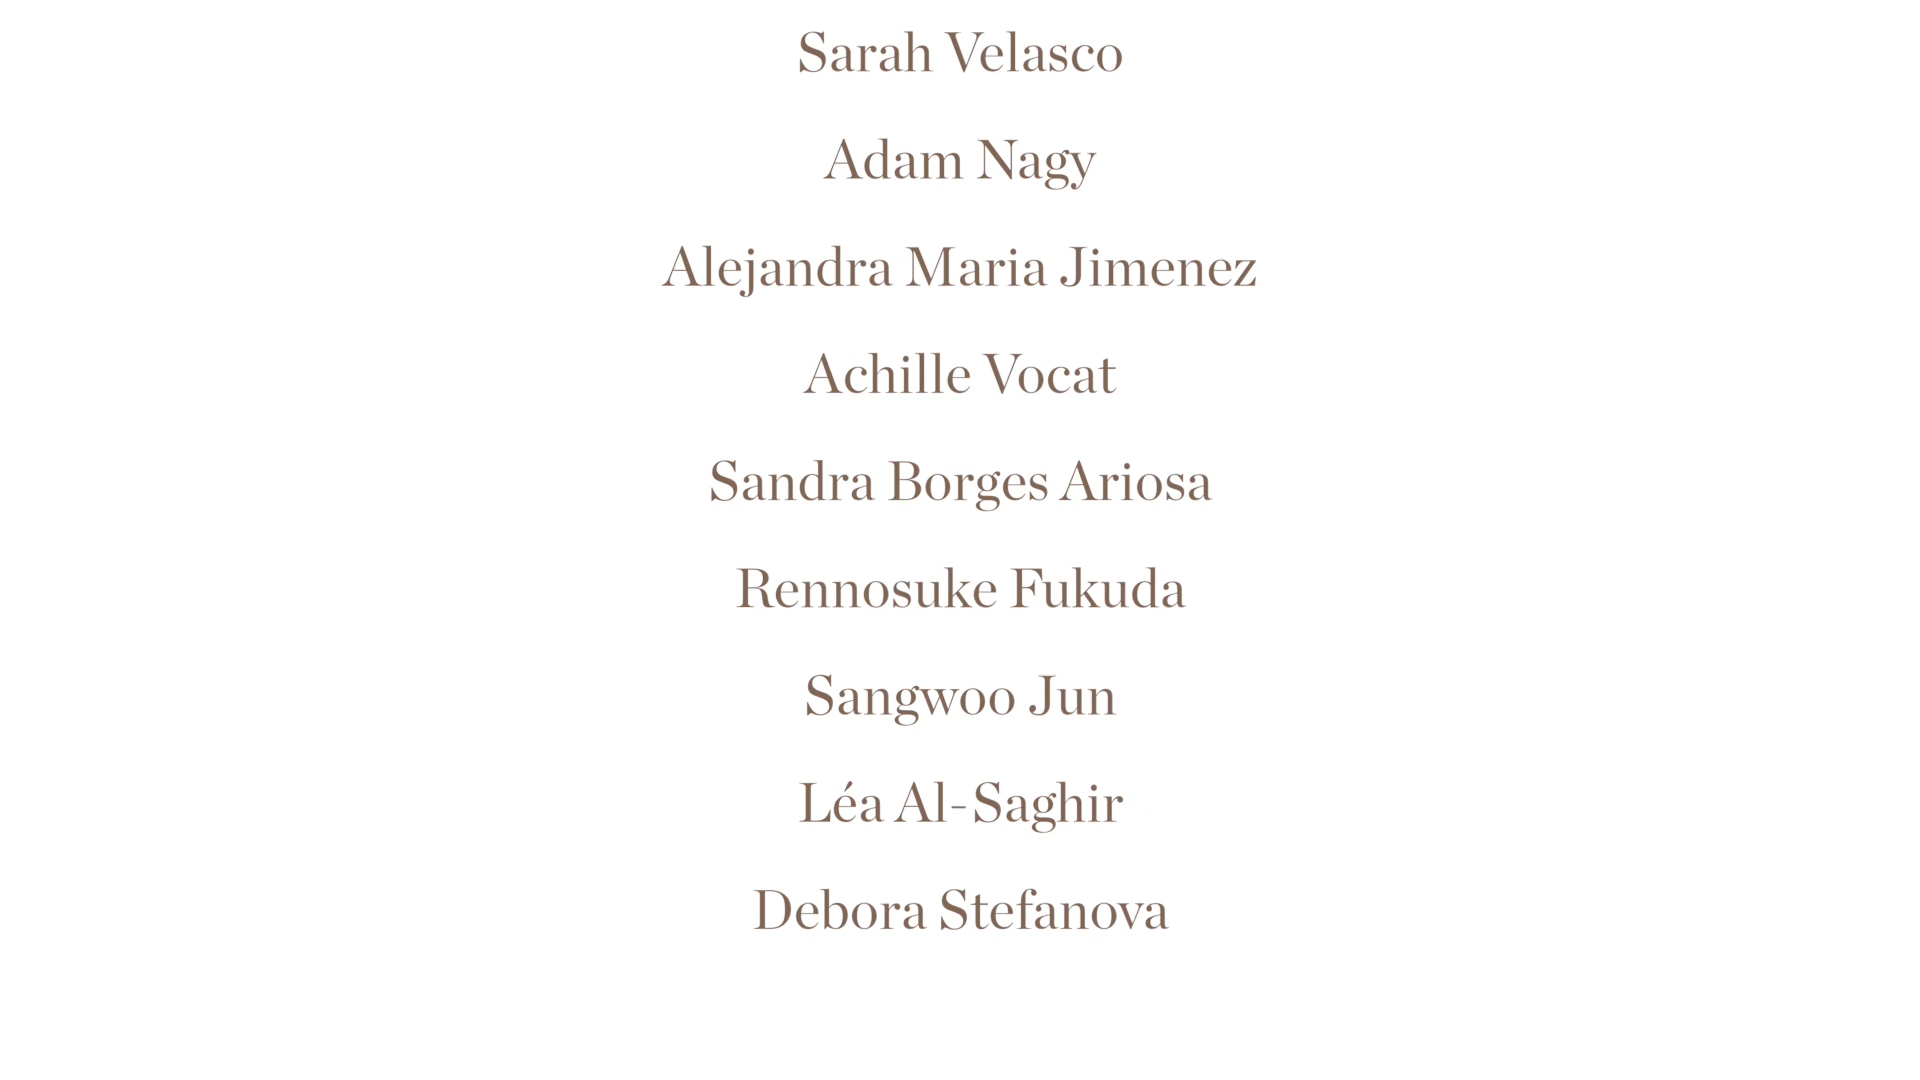 Sarah Velasco
Adam Nagy
Alejandra Maria Jimenez
Achille Vocat
Sandra Borges Ariosa
Rennosuke Fukuda
Sangwoo Jun
Léa Al-Saghir
Debora Stefanova